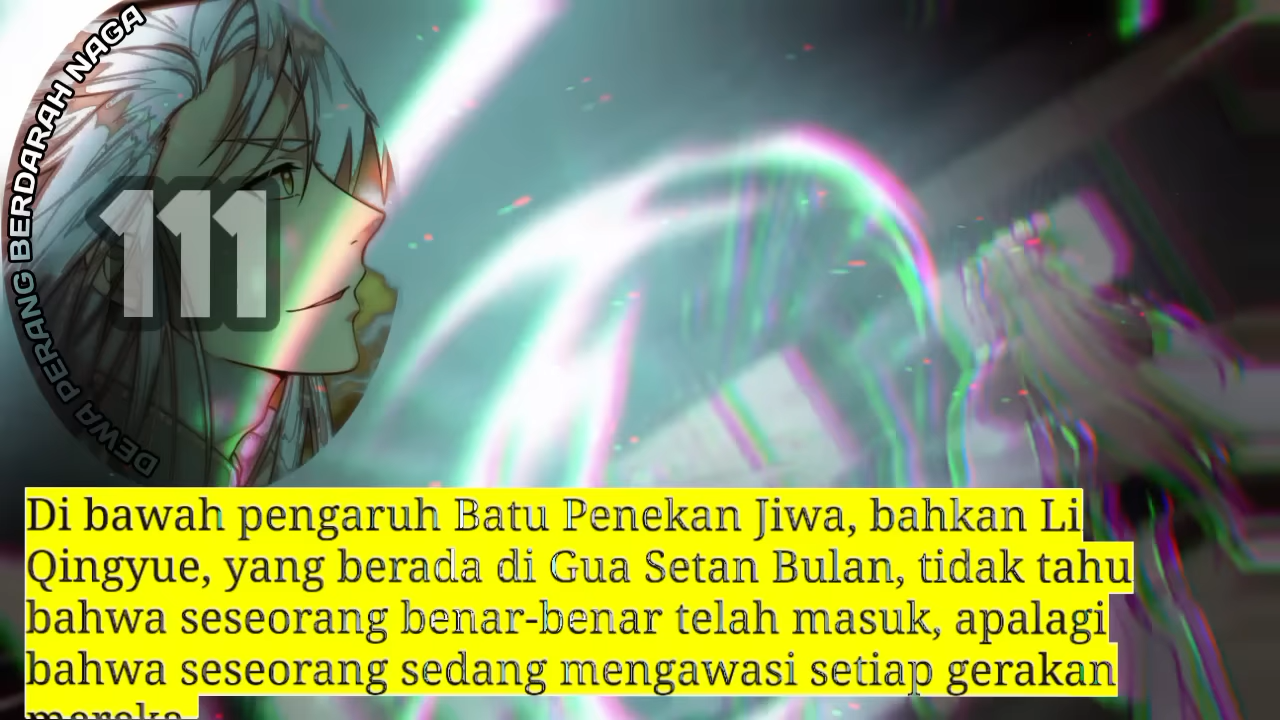 DEWA PERANG BERDARAH NAGA
111
Di bawah pengaruh Batu Penekan Jiwa, bahkan Li
Qingyue, yang berada di Gua Setan Bulan, tidak tahu
bahwa seseorang benar-benar telah masuk, apalagi
bahwa seseorang sedang mengawasi setiap gerakan
mereka.